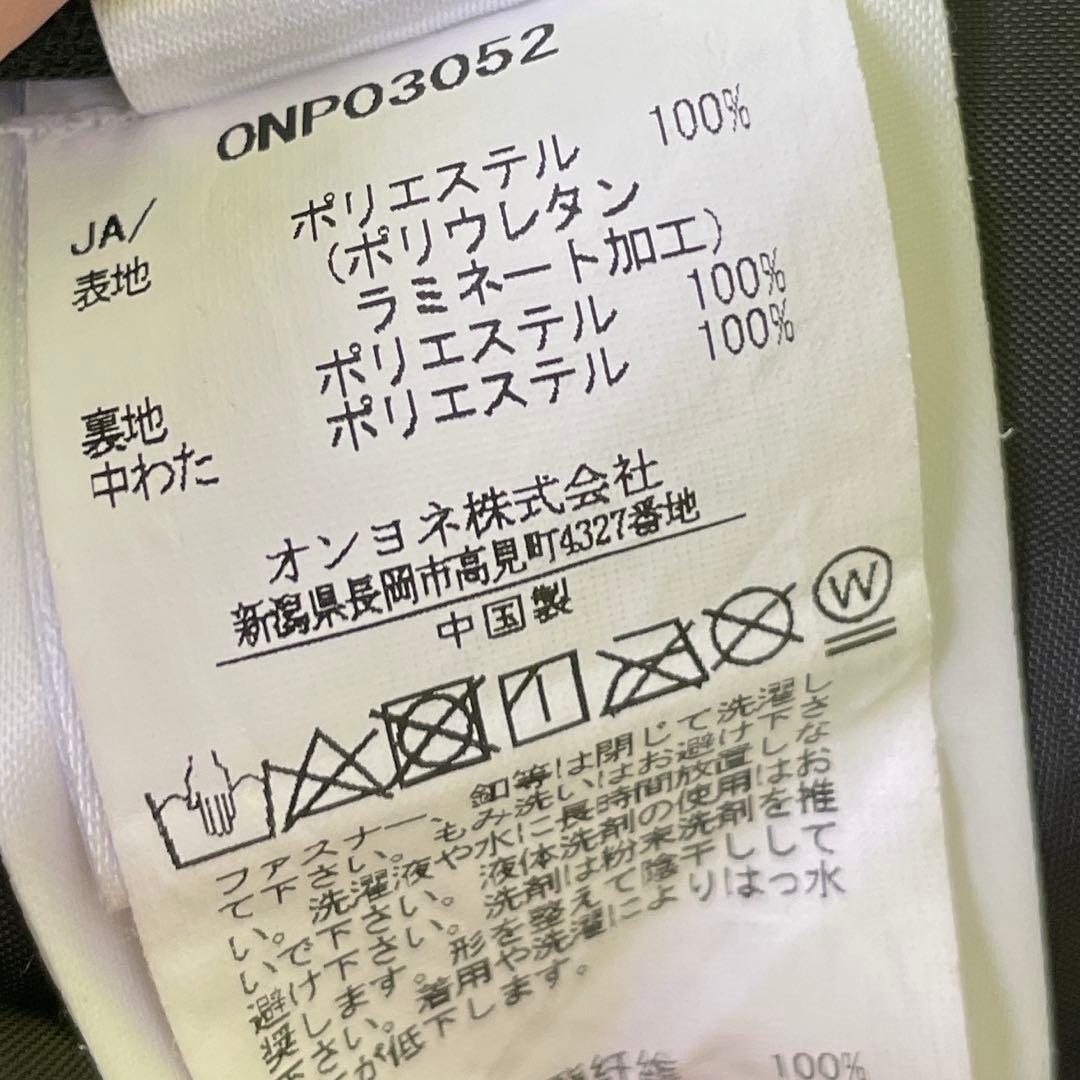 ONP03052
JA/
表地 ポリエステル 100%
(ポリウレタン
ラミネート加工)
裏地 ポリエステル 100%
中わた ポリエステル 100%
オンヨネ株式会社
新潟県長岡市高見町4327番地
中国製
W
ファスナー、釦等は閉じて洗濯し
て下さい。もみ洗いはお避け下さ
い。洗濯液や水に長時間放置しな
いで下さい。液体洗剤の使用はお
避け下さい。洗剤は粉末洗剤を推
奨します。形を整えて陰干しして
下さい。着用や洗濯によりはっ水
が低下します。
100%